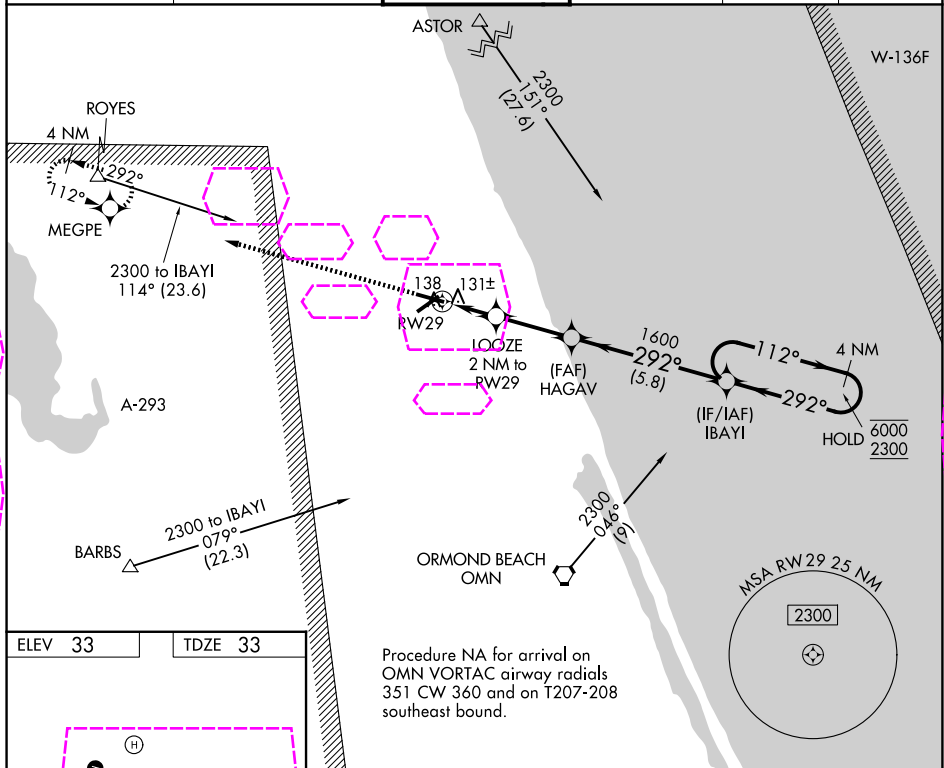 ASTOR
W-136F
2300
151°
(27.6)
ROYES
4 NM
292°
112°
MEGPE
2300 to IBAYI
114° (23.6)
138
131±
RW29
LOOZE
2 NM to
RW29
(FAF)
HAGAV
1600
292°
(5.8)
112°
4 NM
292°
(IF/IAF)
IBAYI
HOLD
6000
2300
A-293
2300 to IBAYI
079°
(22.3)
BARBS
2300
046°
(9)
ORMOND BEACH
OMN
MSA RW29 25 NM
2300
ELEV 33
TDZE 33
Procedure NA for arrival on
OMN VORTAC airway radials
351 CW 360 and on T207-208
southeast bound.
H